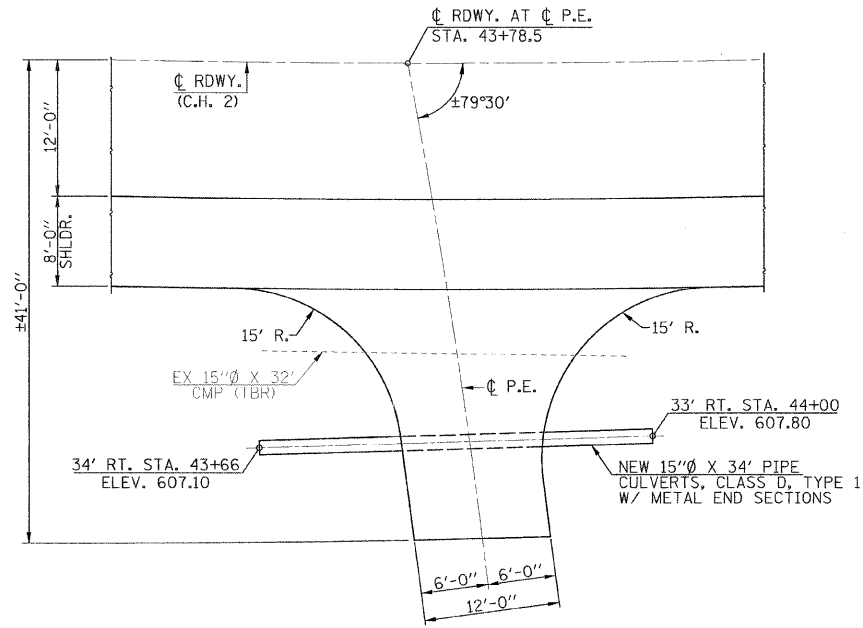 ℄ RDWY. AT ℄ P.E.
STA. 43+78.5
℄ RDWY.
(C.H. 2)
±79°30'
12'-0"
8'-0"
SHLDR.
±41'-0"
15' R.
15' R.
EX 15"Ø X 32'
CMP (TBR)
℄ P.E.
33' RT. STA. 44+00
ELEV. 607.80
34' RT. STA. 43+66
ELEV. 607.10
NEW 15"Ø X 34' PIPE
CULVERTS, CLASS D, TYPE 1
W/ METAL END SECTIONS
6'-0" 6'-0"
12'-0"